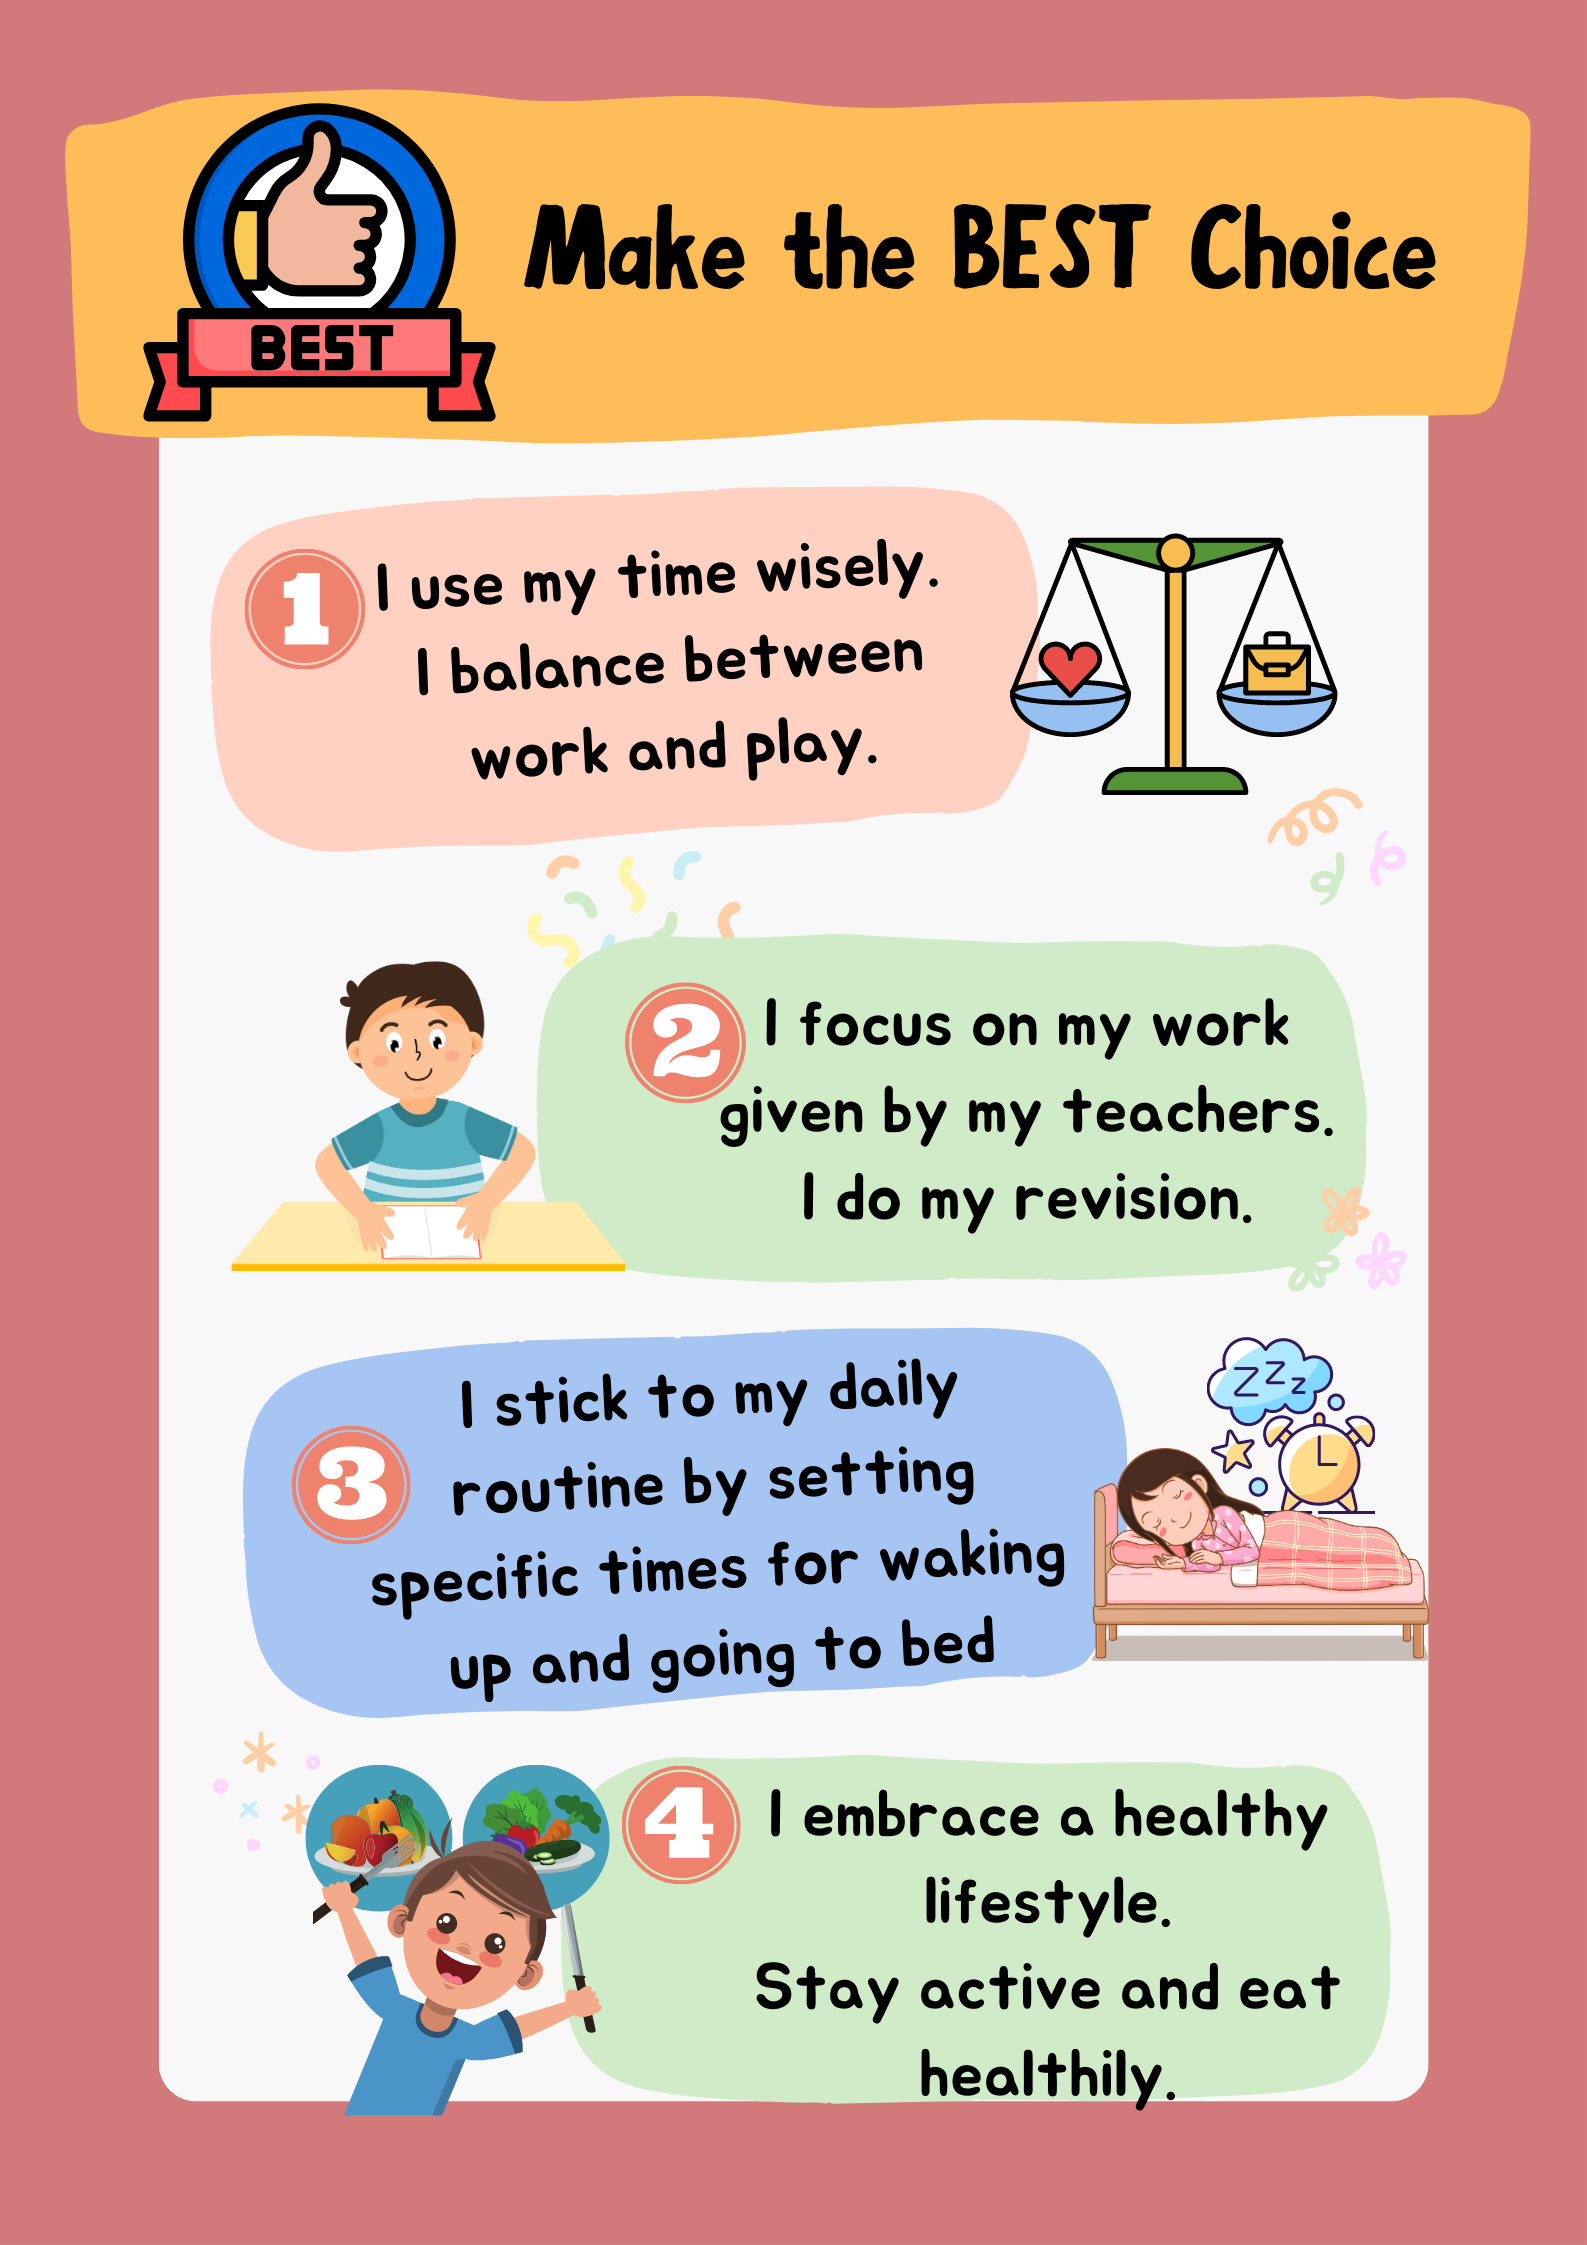 BEST
Make the BEST Choice
1
I use my time wisely.
I balance between
work and play.
2
I focus on my work
given by my teachers.
I do my revision.
3
I stick to my daily
routine by setting
specific times for waking
up and going to bed
ZZZ
4
I embrace a healthy
lifestyle.
Stay active and eat
healthily.